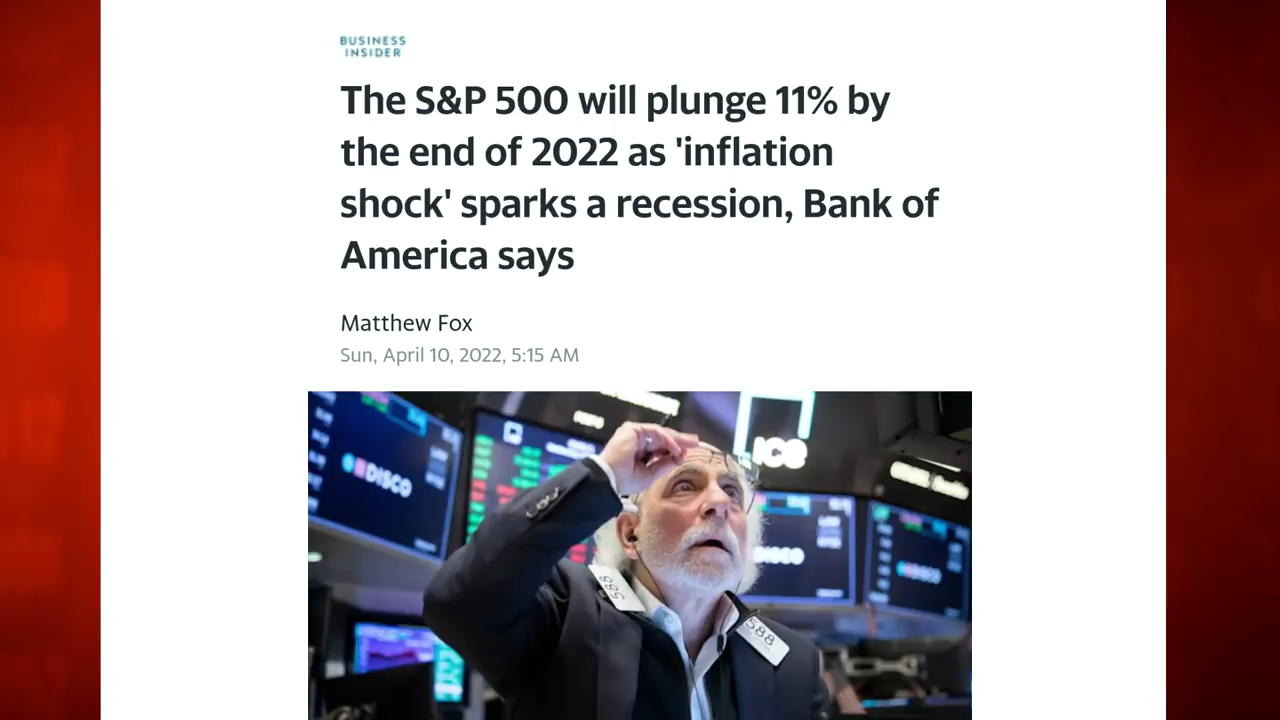 BUSINESS
INSIDER
The S&P 500 will plunge 11% by
the end of 2022 as 'inflation
shock' sparks a recession, Bank of
America says
Matthew Fox
Sun, April 10, 2022, 5:15 AM
ice
DISCO
DISCO
588
588